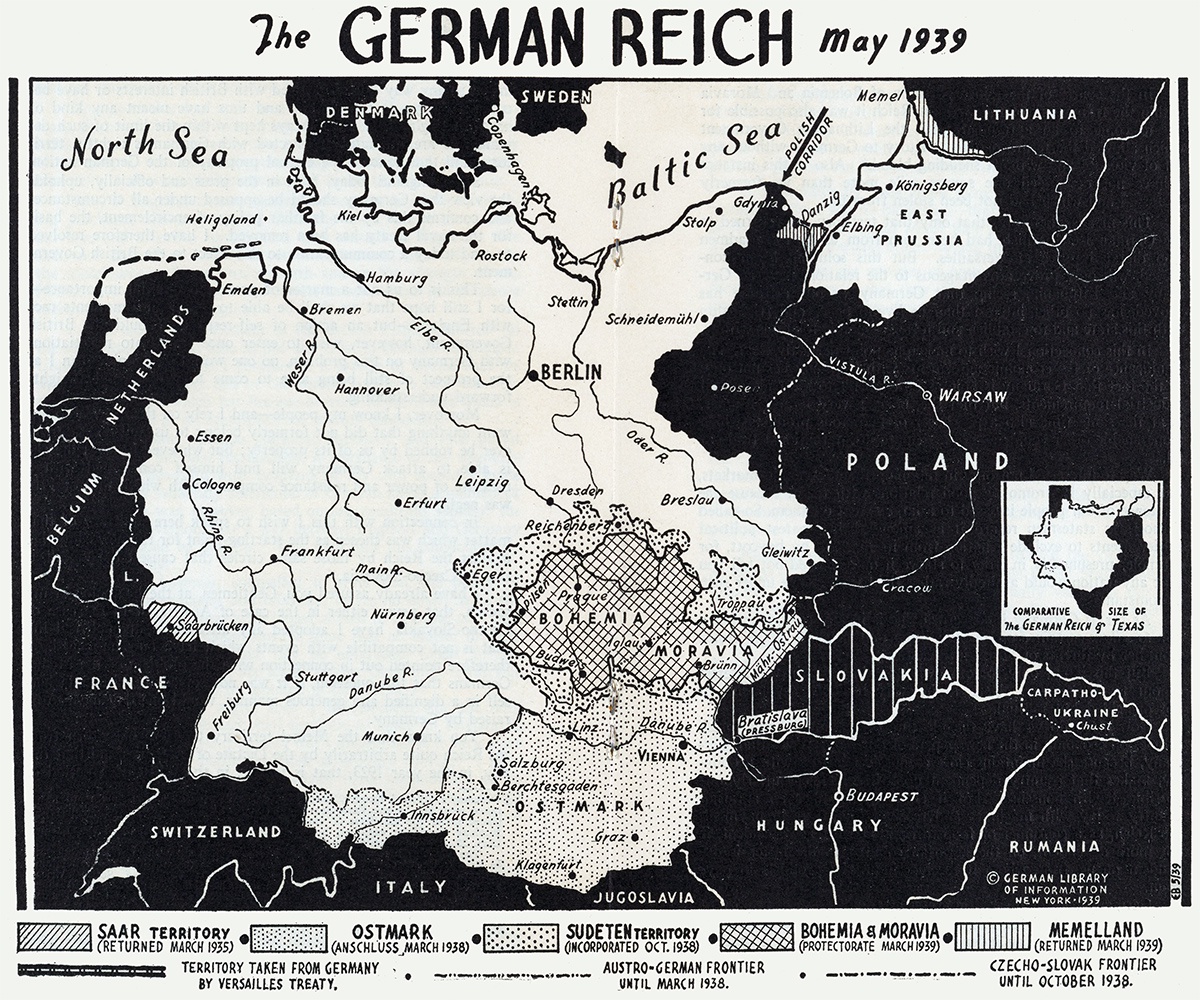 The GERMAN REICH May 1939
North Sea
DENMARK
SWEDEN
Copenhagen
Baltic Sea
POLISH CORRIDOR
Memel
LITHUANIA
Heligoland
Kiel
Rostock
Stolp
Gdynia
Danzig
Elbing
Königsberg
EAST
PRUSSIA
Emden
Hamburg
Bremen
Stettin
Schneidemühl
NETHERLANDS
Weser R.
Elbe R.
Hannover
BERLIN
Posen
VISTULA R.
WARSAW
POLAND
Essen
Cologne
Rhine R.
BELGIUM
Leipzig
Erfurt
Dresden
Oder R.
Breslau
Reichenberg
Gleiwitz
Cracow
L.
Frankfurt
Main R.
Eger
Pilsen
Prague
BOHEMIA
Troppau
Mähr.-Ostrau
Saarbrücken
Nürnberg
Iglau
MORAVIA
Budweis
Brünn
FRANCE
Stuttgart
Danube R.
Freiburg
Munich
Linz
Danube R.
VIENNA
SLOVAKIA
Bratislava
(PRESSBURG)
CARPATHO-
UKRAINE
Chust
Salzburg
Berchtesgaden
OSTMARK
Innsbruck
Graz
Klagenfurt
SWITZERLAND
ITALY
JUGOSLAVIA
BUDAPEST
HUNGARY
RUMANIA
COMPARATIVE SIZE OF
The GERMAN REICH & TEXAS
© GERMAN LIBRARY
OF INFORMATION
NEW YORK·1939
5/39
SAAR TERRITORY
(RETURNED MARCH 1935)
OSTMARK
(ANSCHLUSS MARCH 1938)
SUDETEN TERRITORY
(INCORPORATED OCT. 1938)
BOHEMIA & MORAVIA
(PROTECTORATE MARCH 1939)
MEMELLAND
(RETURNED MARCH 1939)
TERRITORY TAKEN FROM GERMANY
BY VERSAILLES TREATY.
AUSTRO-GERMAN FRONTIER
UNTIL MARCH 1938.
CZECHO-SLOVAK FRONTIER
UNTIL OCTOBER 1938.